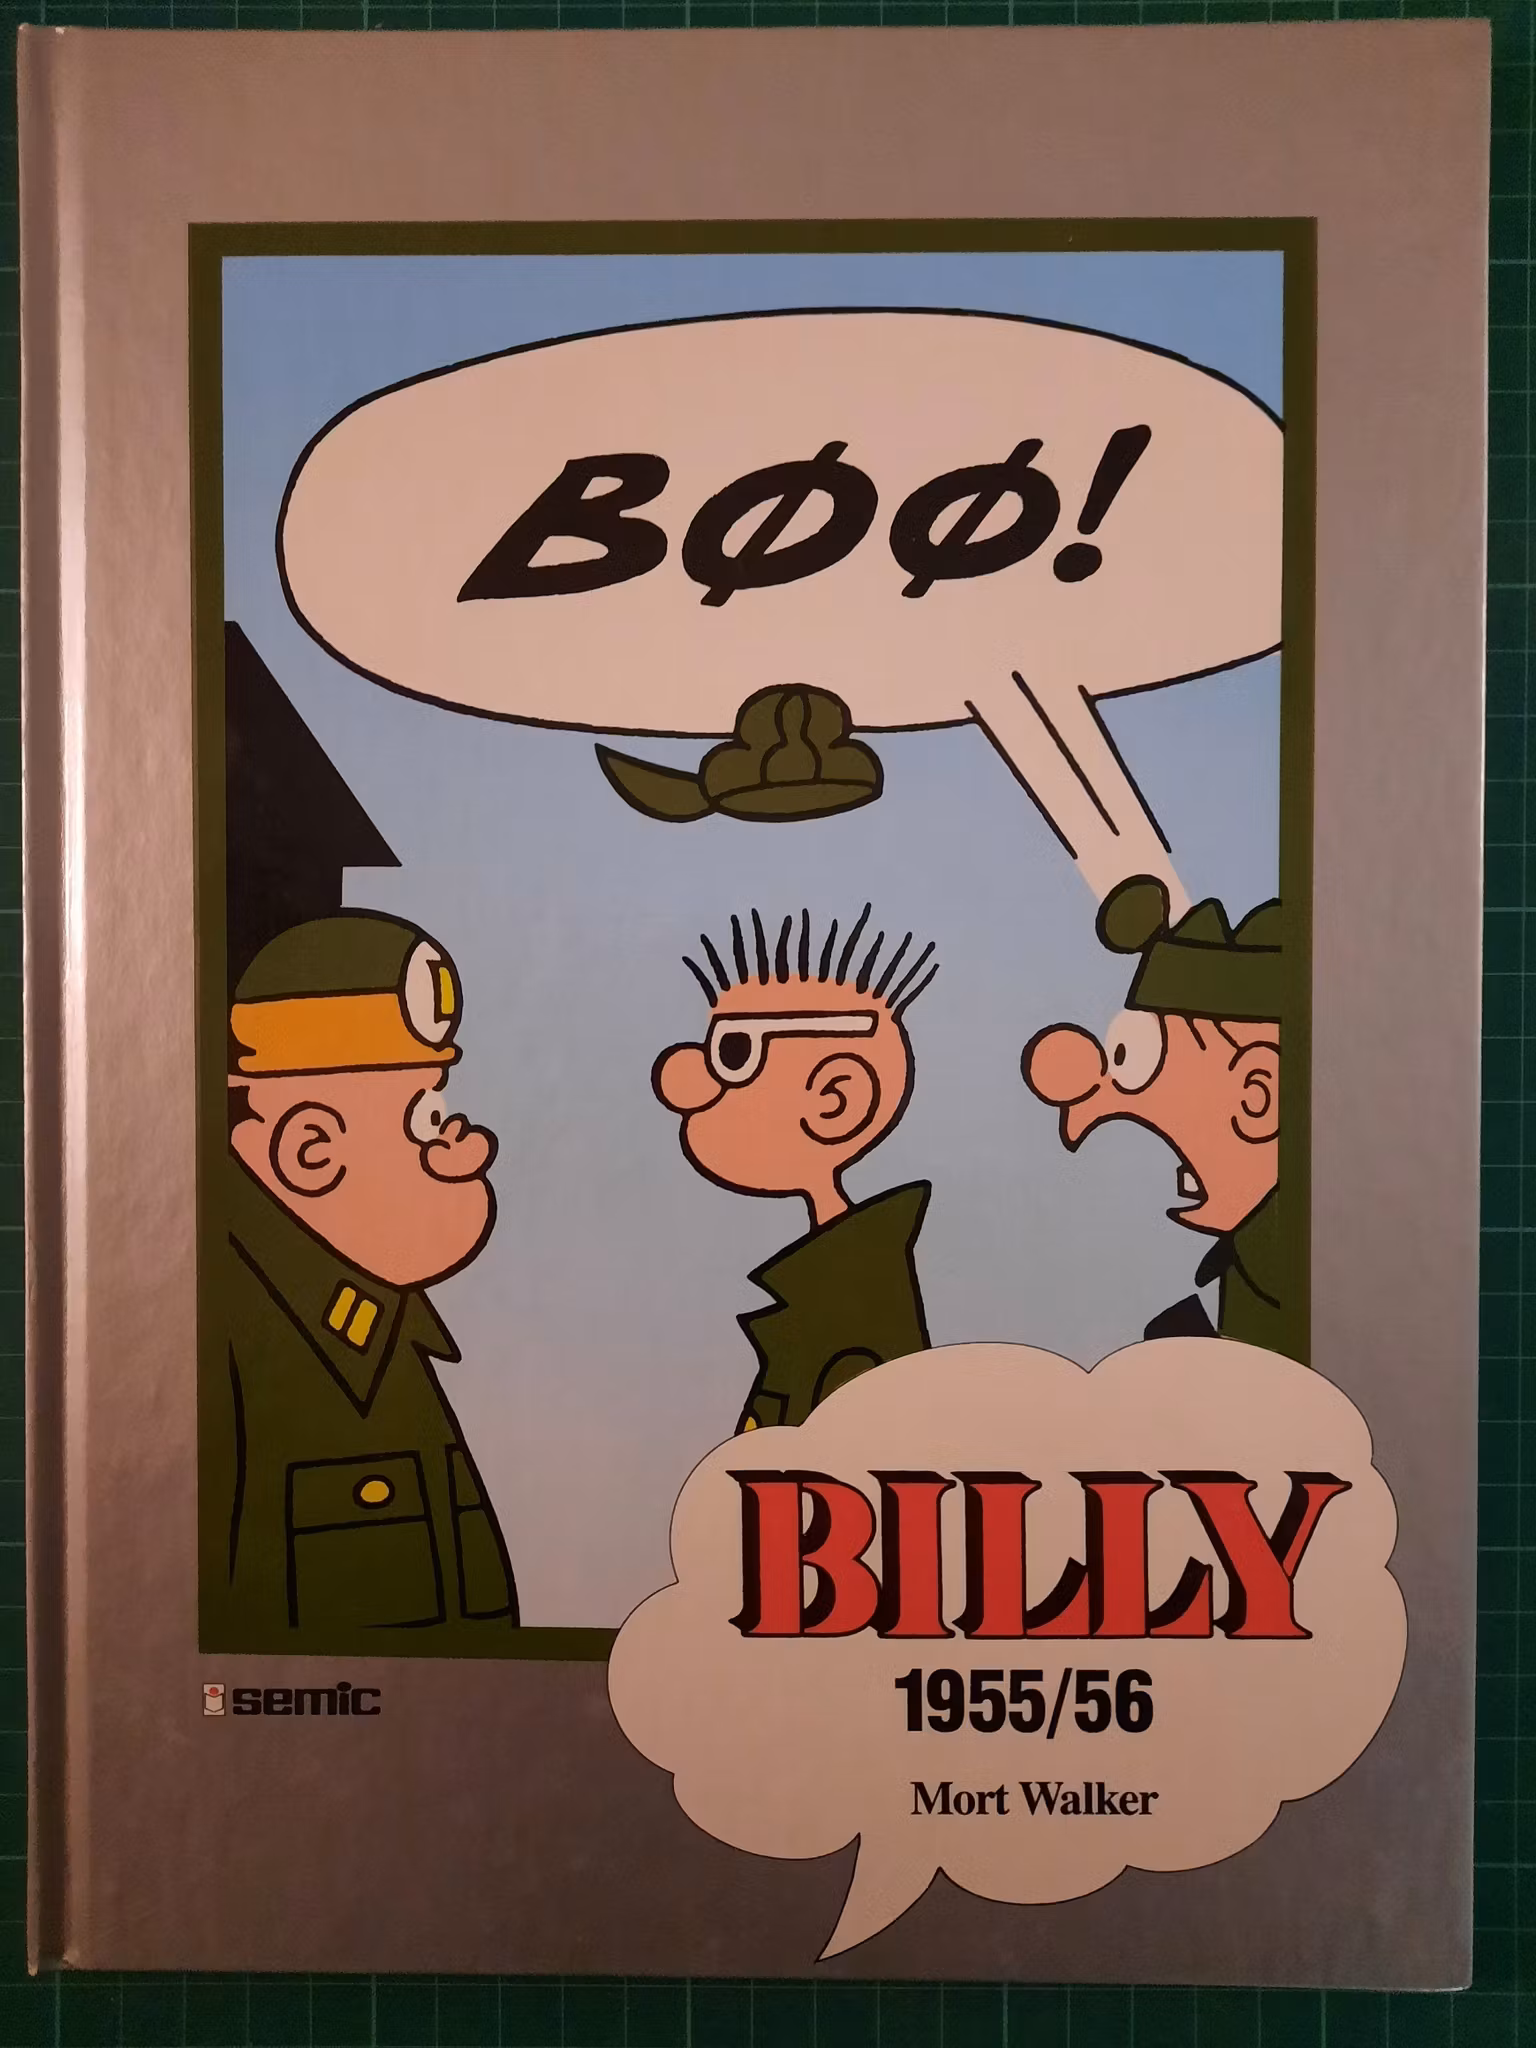 BØØ!
BILLY
1955/56
Mort Walker
semic